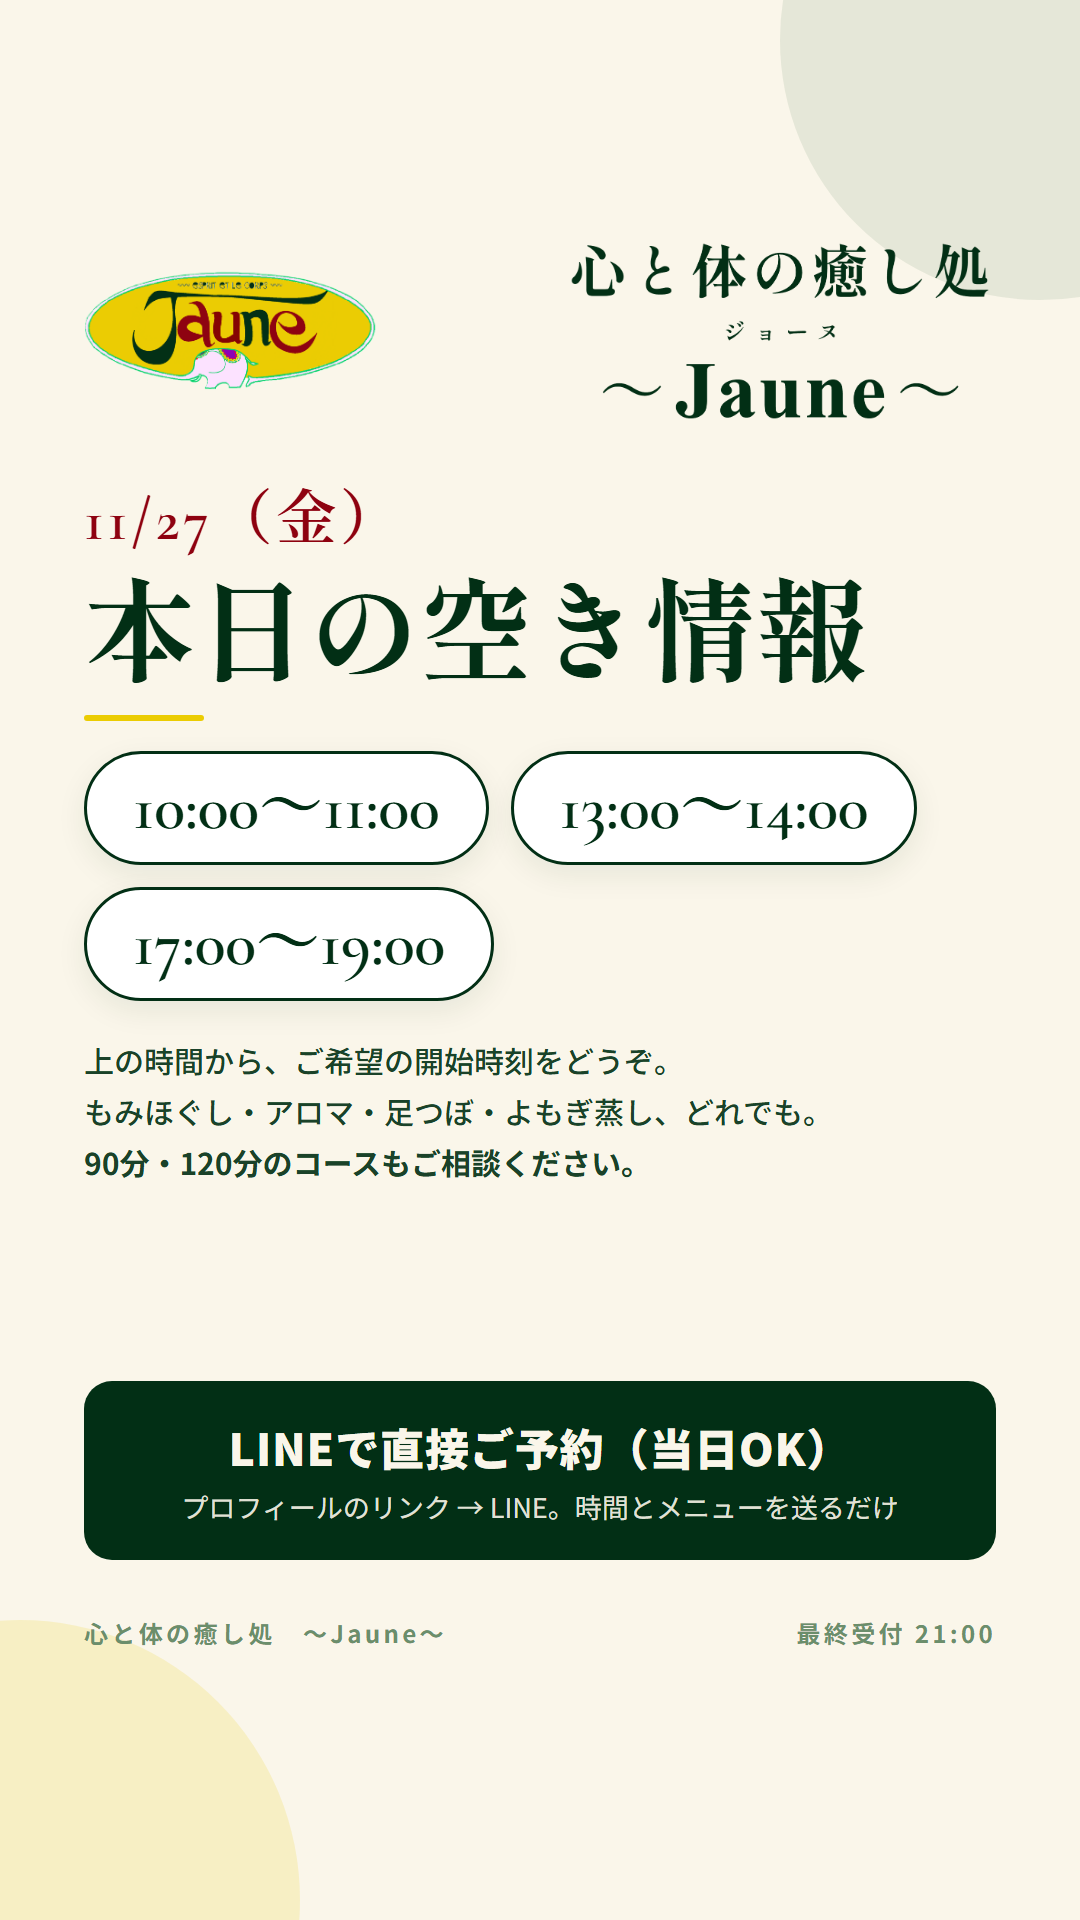 ESPRIT ET LE CORPS
Jaune
心と体の癒し処
ジョーヌ
〜Jaune〜
11/27（金）
本日の空き情報
10:00〜11:00
13:00〜14:00
17:00〜19:00
上の時間から、ご希望の開始時刻をどうぞ。
もみほぐし・アロマ・足つぼ・よもぎ蒸し、どれでも。
90分・120分のコースもご相談ください。
LINEで直接ご予約（当日OK）
プロフィールのリンク → LINE。時間とメニューを送るだけ
心と体の癒し処　〜Jaune〜
最終受付 21:00